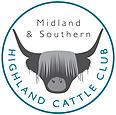 Midland
& Southern
HIGHLAND CATTLE CLUB